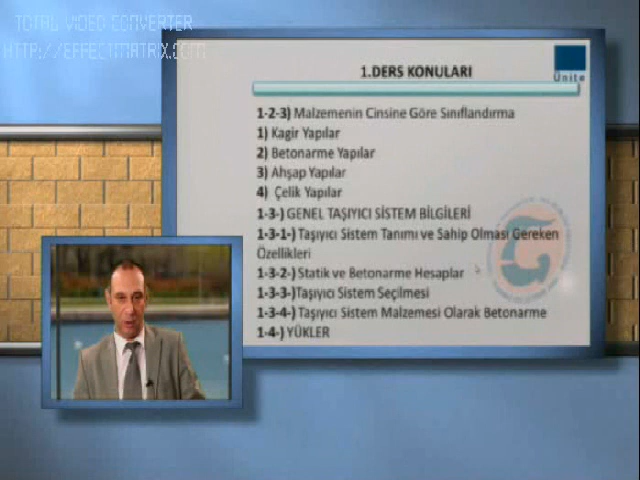 TOTAL VIDEO CONVERTER
HTTP://EFFECTMATRIX.COM
Ünite
1.DERS KONULARI
1-2-3) Malzemenin Cinsine Göre Sınıflandırma
1) Kagir Yapılar
2) Betonarme Yapılar
3) Ahşap Yapılar
4) Çelik Yapılar
1-3-) GENEL TAŞIYICI SİSTEM BİLGİLERİ
1-3-1-) Taşıyıcı Sistem Tanımı ve Sahip Olması Gereken
Özellikleri
1-3-2-) Statik ve Betonarme Hesaplar
1-3-3-)Taşıyıcı Sistem Seçilmesi
1-3-4-) Taşıyıcı Sistem Malzemesi Olarak Betonarme
1-4-) YÜKLER